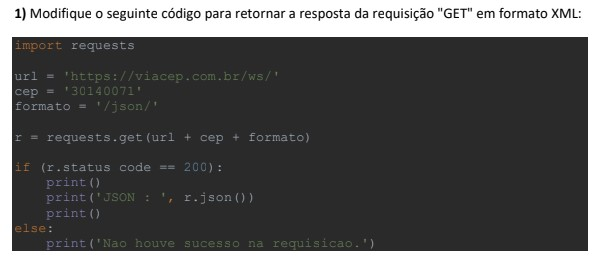 1) Modifique o seguinte código para retornar a resposta da requisição "GET" em formato XML:
import requests
url = 'https://viacep.com.br/ws/'
cep = '30140071'
formato = '/json/'
r = requests.get(url + cep + formato)
if (r.status_code == 200):
    print()
    print('JSON : ', r.json())
    print()
else:
    print('Nao houve sucesso na requisicao.')